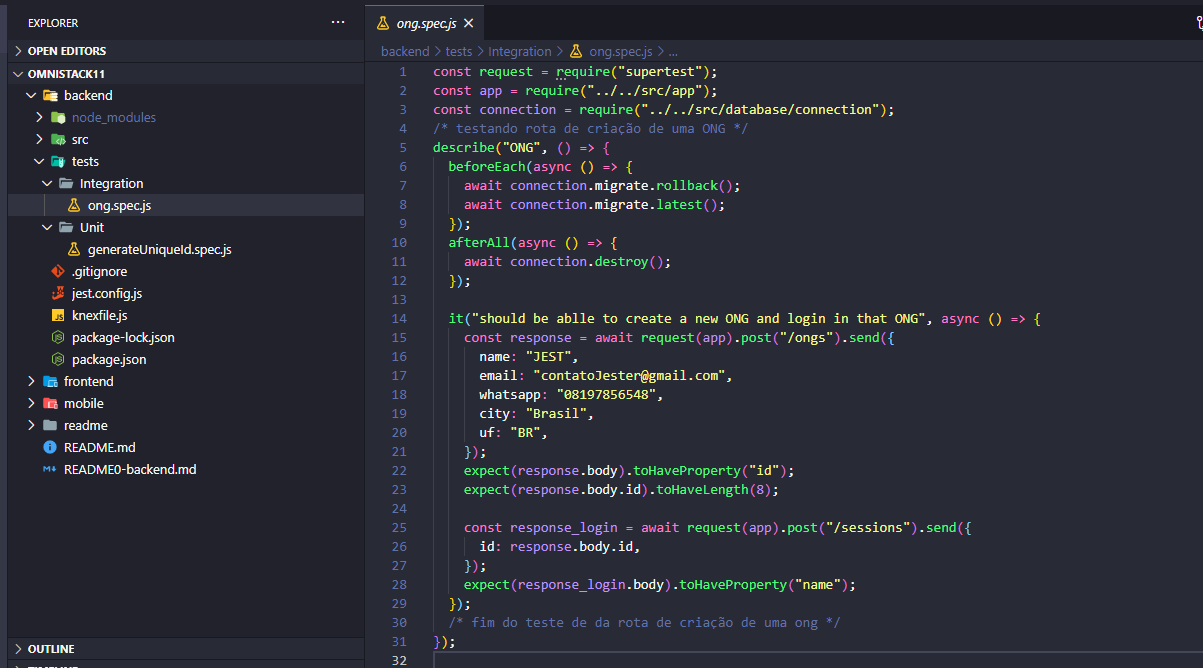 EXPLORER
...
OPEN EDITORS
OMNISTACK11
backend
node_modules
src
tests
Integration
ong.spec.js
Unit
generateUniqueId.spec.js
.gitignore
jest.config.js
JS knexfile.js
package-lock.json
package.json
frontend
mobile
readme
README.md
README0-backend.md
OUTLINE
ong.spec.js
backend > tests > Integration > ong.spec.js > ...
1 const request = require("supertest");
2 const app = require("../../src/app");
3 const connection = require("../../src/database/connection");
4 /* testando rota de criação de uma ONG */
5 describe("ONG", () => {
6 beforeEach(async () => {
7 await connection.migrate.rollback();
8 await connection.migrate.latest();
9 });
10 afterAll(async () => {
11 await connection.destroy();
12 });
13
14 it("should be ablle to create a new ONG and login in that ONG", async () => {
15 const response = await request(app).post("/ongs").send({
16 name: "JEST",
17 email: "contatoJester@gmail.com",
18 whatsapp: "08197856548",
19 city: "Brasil",
20 uf: "BR",
21 });
22 expect(response.body).toHaveProperty("id");
23 expect(response.body.id).toHaveLength(8);
24
25 const response_login = await request(app).post("/sessions").send({
26 id: response.body.id,
27 });
28 expect(response_login.body).toHaveProperty("name");
29 });
30 /* fim do teste de da rota de criação de uma ong */
31 });
32